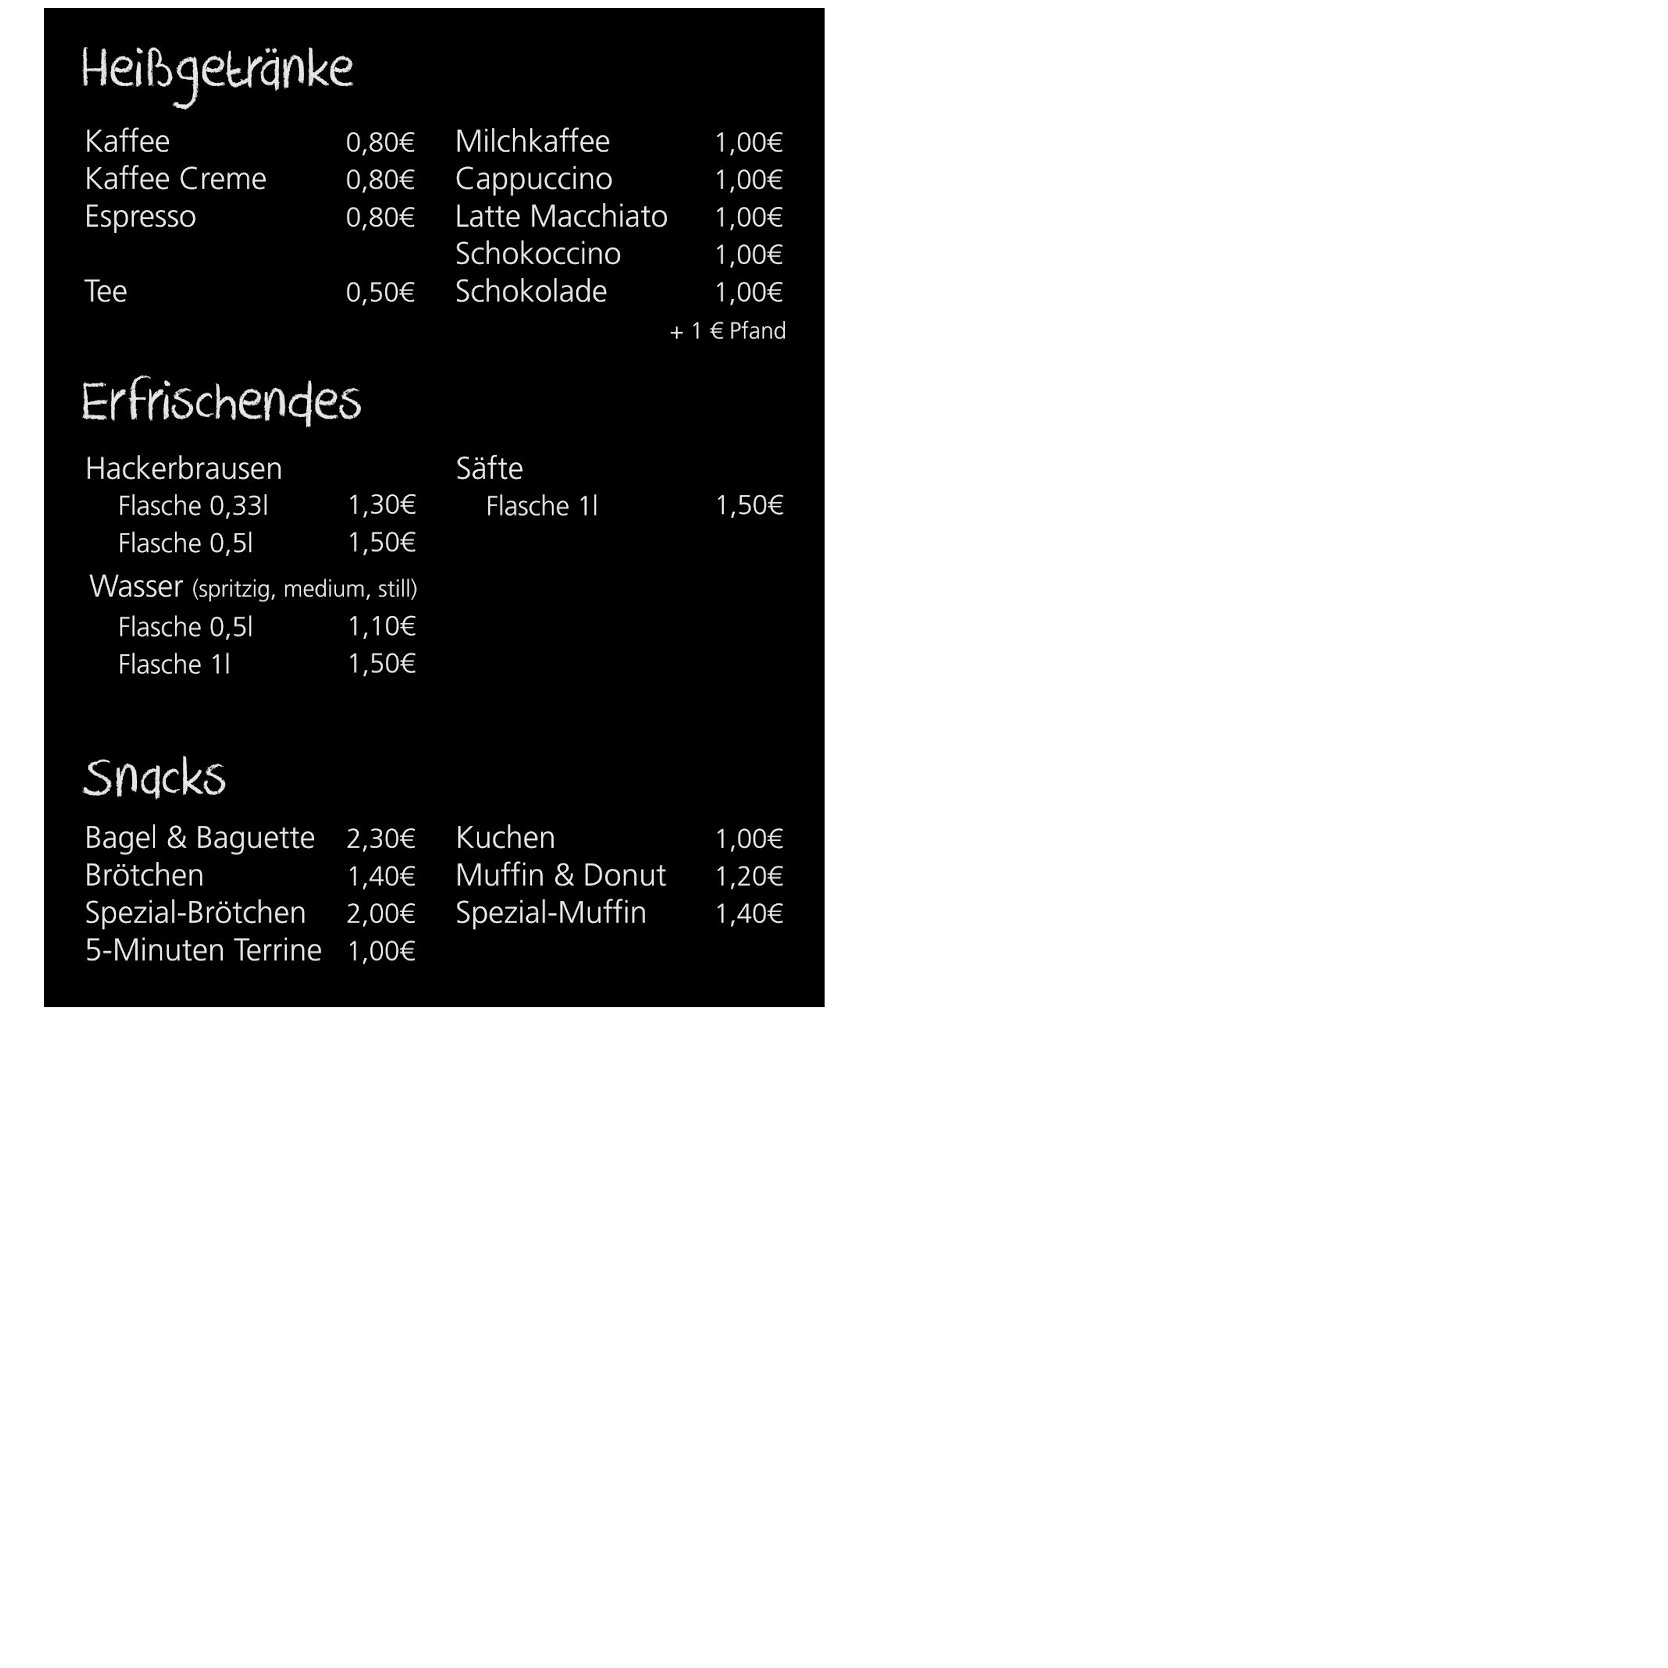 Heißgetränke
Kaffee 0,80€ Milchkaffee 1,00€
Kaffee Creme 0,80€ Cappuccino 1,00€
Espresso 0,80€ Latte Macchiato 1,00€
Schokoccino 1,00€
Tee 0,50€ Schokolade 1,00€
+ 1 € Pfand
Erfrischendes
Hackerbrausen Säfte
Flasche 0,33l 1,30€ Flasche 1l 1,50€
Flasche 0,5l 1,50€
Wasser (spritzig, medium, still)
Flasche 0,5l 1,10€
Flasche 1l 1,50€
Snacks
Bagel & Baguette 2,30€ Kuchen 1,00€
Brötchen 1,40€ Muffin & Donut 1,20€
Spezial-Brötchen 2,00€ Spezial-Muffin 1,40€
5-Minuten Terrine 1,00€